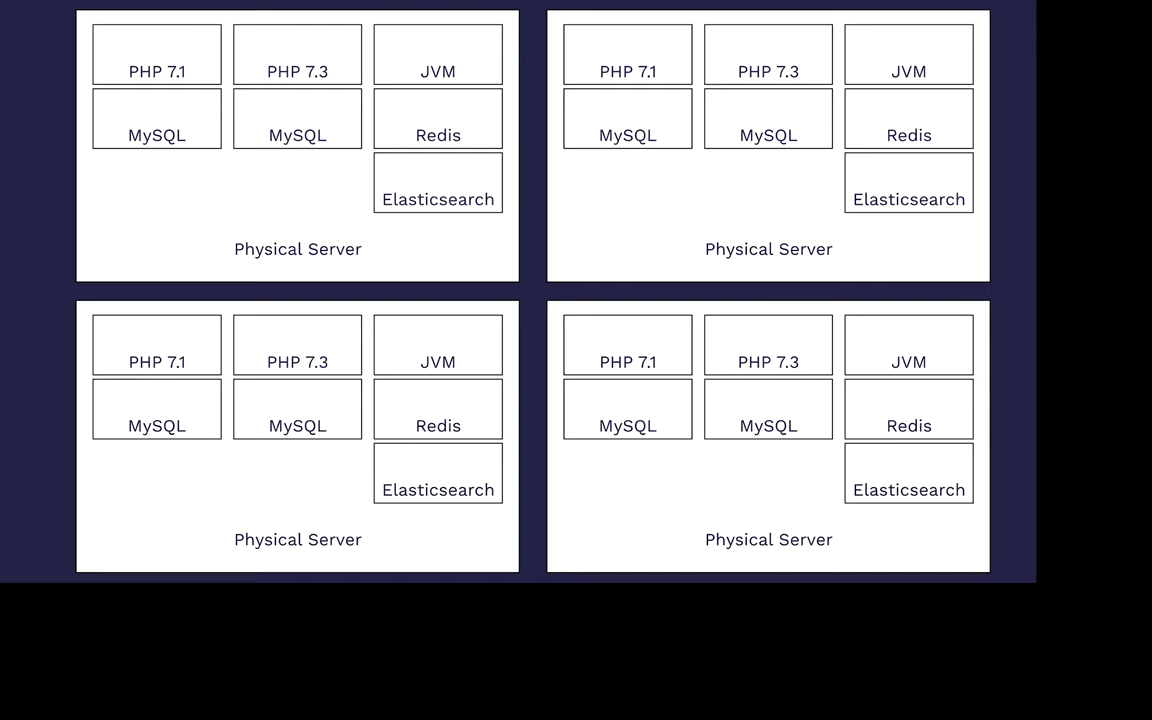 PHP 7.1 PHP 7.3 JVM
MySQL MySQL Redis
Elasticsearch
Physical Server
PHP 7.1 PHP 7.3 JVM
MySQL MySQL Redis
Elasticsearch
Physical Server
PHP 7.1 PHP 7.3 JVM
MySQL MySQL Redis
Elasticsearch
Physical Server
PHP 7.1 PHP 7.3 JVM
MySQL MySQL Redis
Elasticsearch
Physical Server